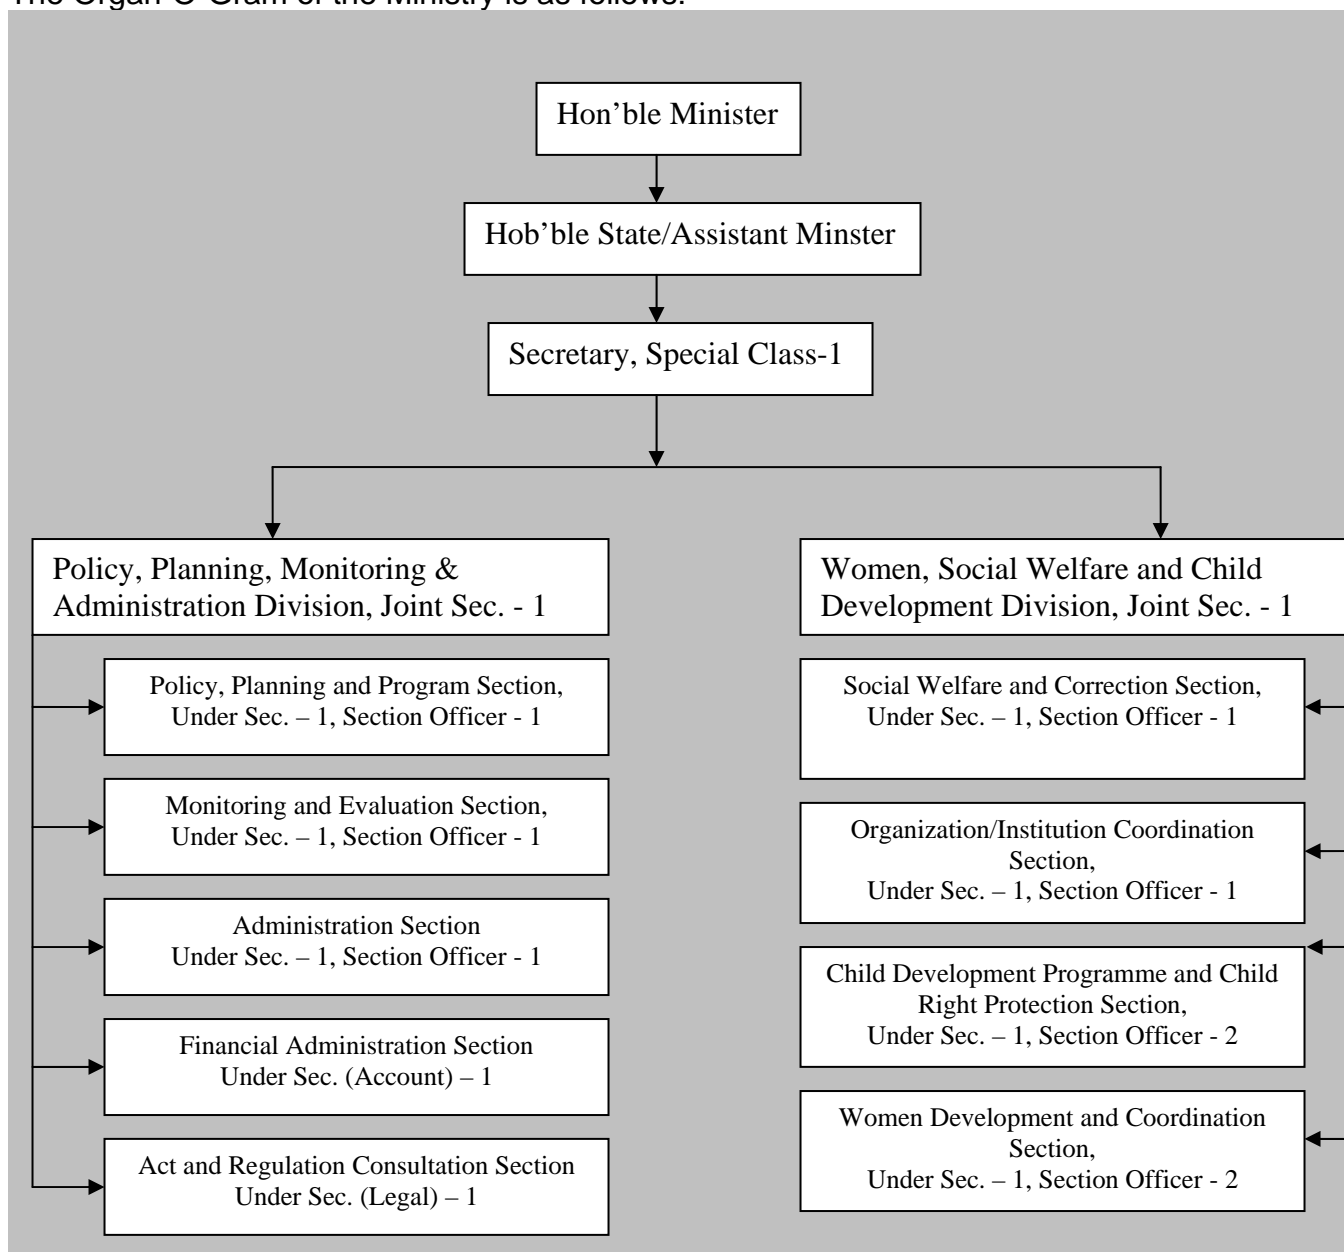 The Organ-O-Gram of the Ministry is as follows:
Hon’ble Minister
Hob’ble State/Assistant Minster
Secretary, Special Class-1
Policy, Planning, Monitoring &
Administration Division, Joint Sec. - 1
Policy, Planning and Program Section,
Under Sec. – 1, Section Officer - 1
Monitoring and Evaluation Section,
Under Sec. – 1, Section Officer - 1
Administration Section
Under Sec. – 1, Section Officer - 1
Financial Administration Section
Under Sec. (Account) – 1
Act and Regulation Consultation Section
Under Sec. (Legal) – 1
Women, Social Welfare and Child
Development Division, Joint Sec. - 1
Social Welfare and Correction Section,
Under Sec. – 1, Section Officer - 1
Organization/Institution Coordination
Section,
Under Sec. – 1, Section Officer - 1
Child Development Programme and Child
Right Protection Section,
Under Sec. – 1, Section Officer - 2
Women Development and Coordination
Section,
Under Sec. – 1, Section Officer - 2